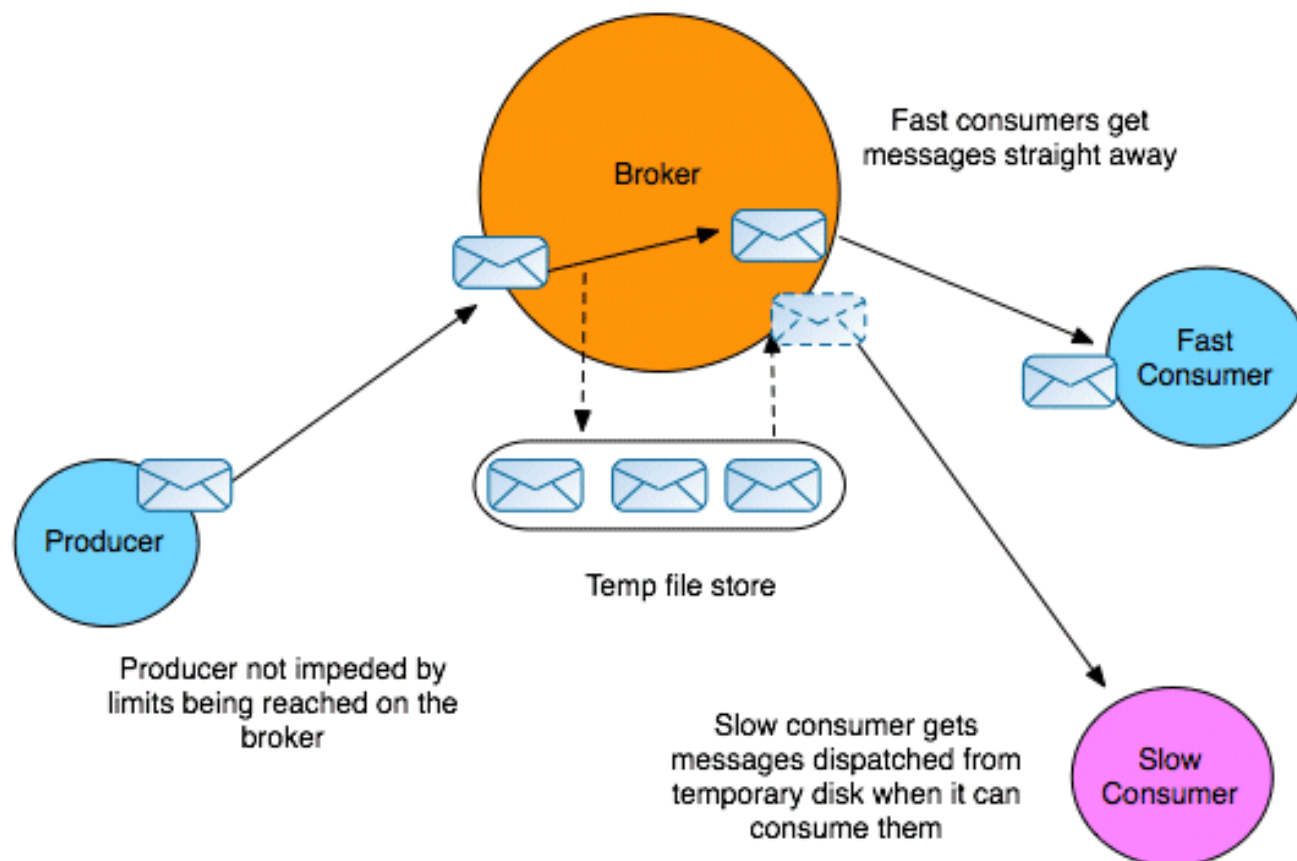 Broker
Fast consumers get
messages straight away
Fast
Consumer
Producer
Temp file store
Producer not impeded by
limits being reached on the
broker
Slow consumer gets
messages dispatched from
temporary disk when it can
consume them
Slow
Consumer